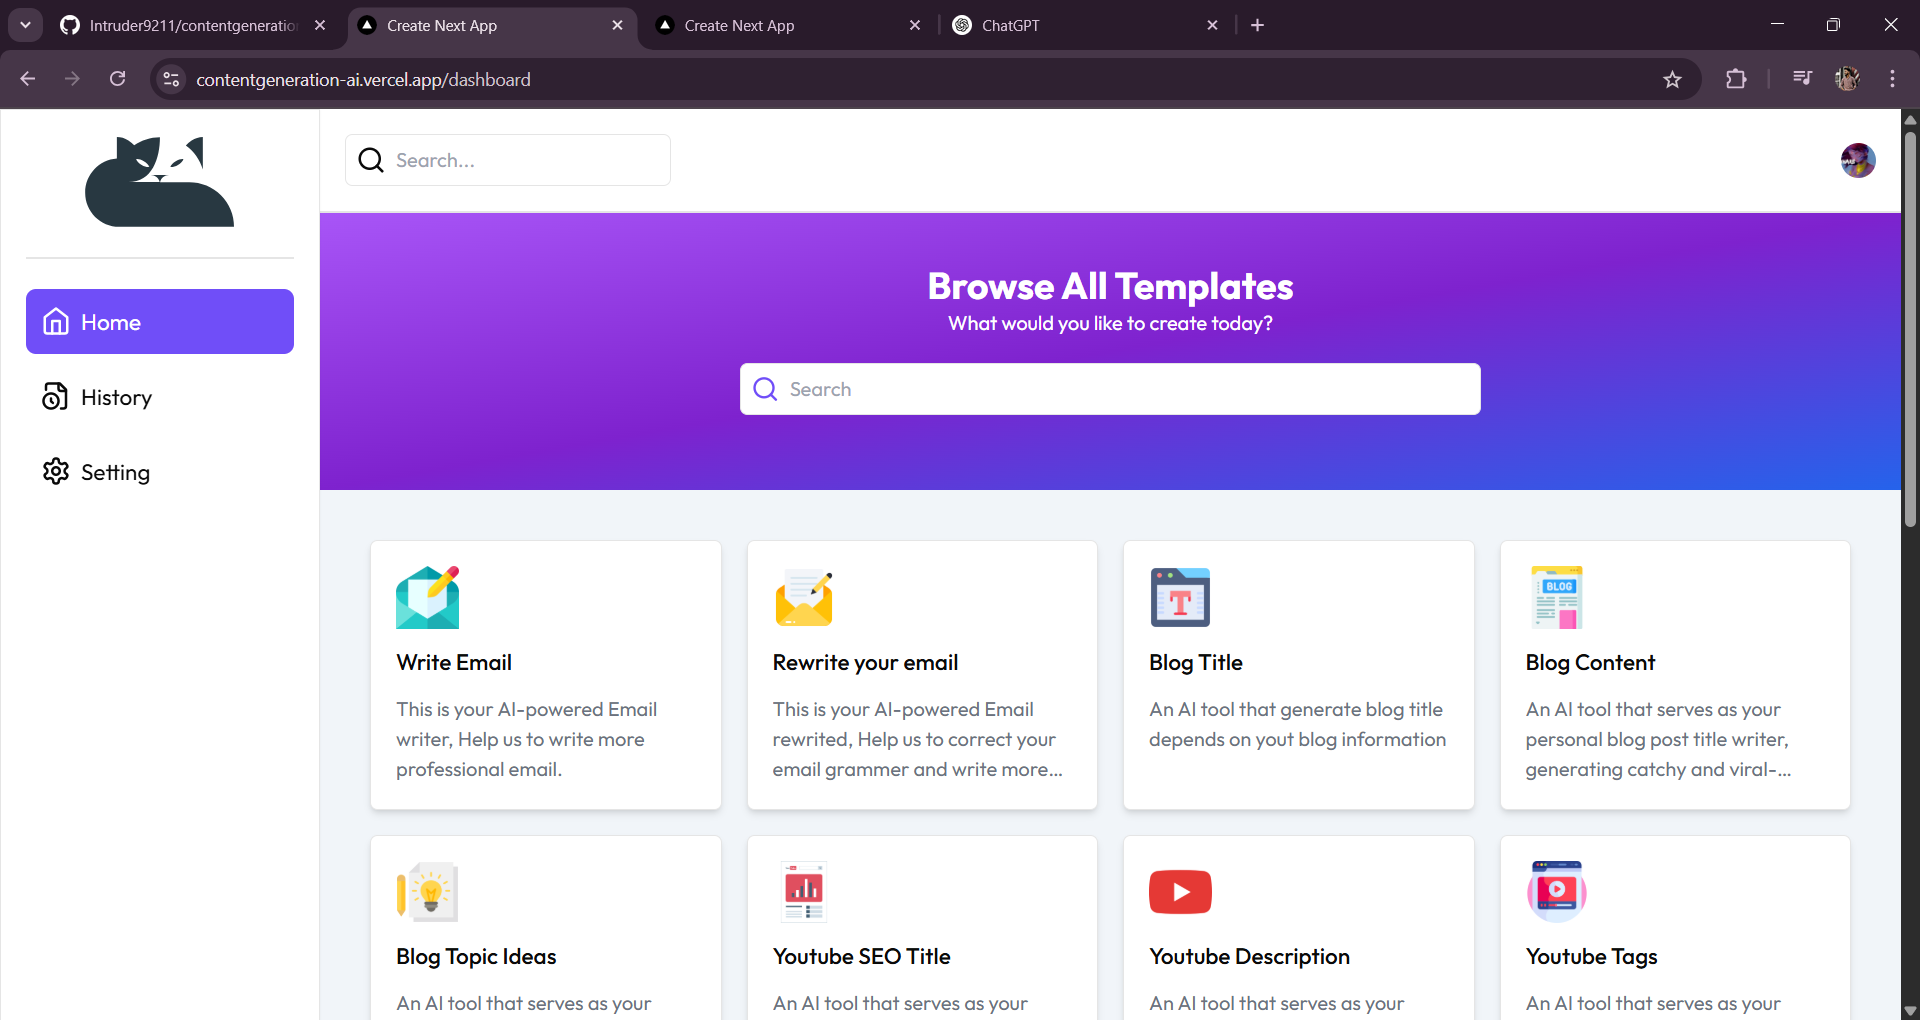 Intruder9211/contentgeneratio
Create Next App
Create Next App
ChatGPT
contentgeneration-ai.vercel.app/dashboard
Search...
Home
History
Setting
Browse All Templates
What would you like to create today?
Search
Write Email
This is your AI-powered Email
writer, Help us to write more
professional email.
Rewrite your email
This is your AI-powered Email
rewrited, Help us to correct your
email grammer and write more...
T
Blog Title
An AI tool that generate blog title
depends on yout blog information
BLOG
Blog Content
An AI tool that serves as your
personal blog post title writer,
generating catchy and viral-...
Blog Topic Ideas
An AI tool that serves as your
Youtube SEO Title
An AI tool that serves as your
Youtube Description
An AI tool that serves as your
Youtube Tags
An AI tool that serves as your